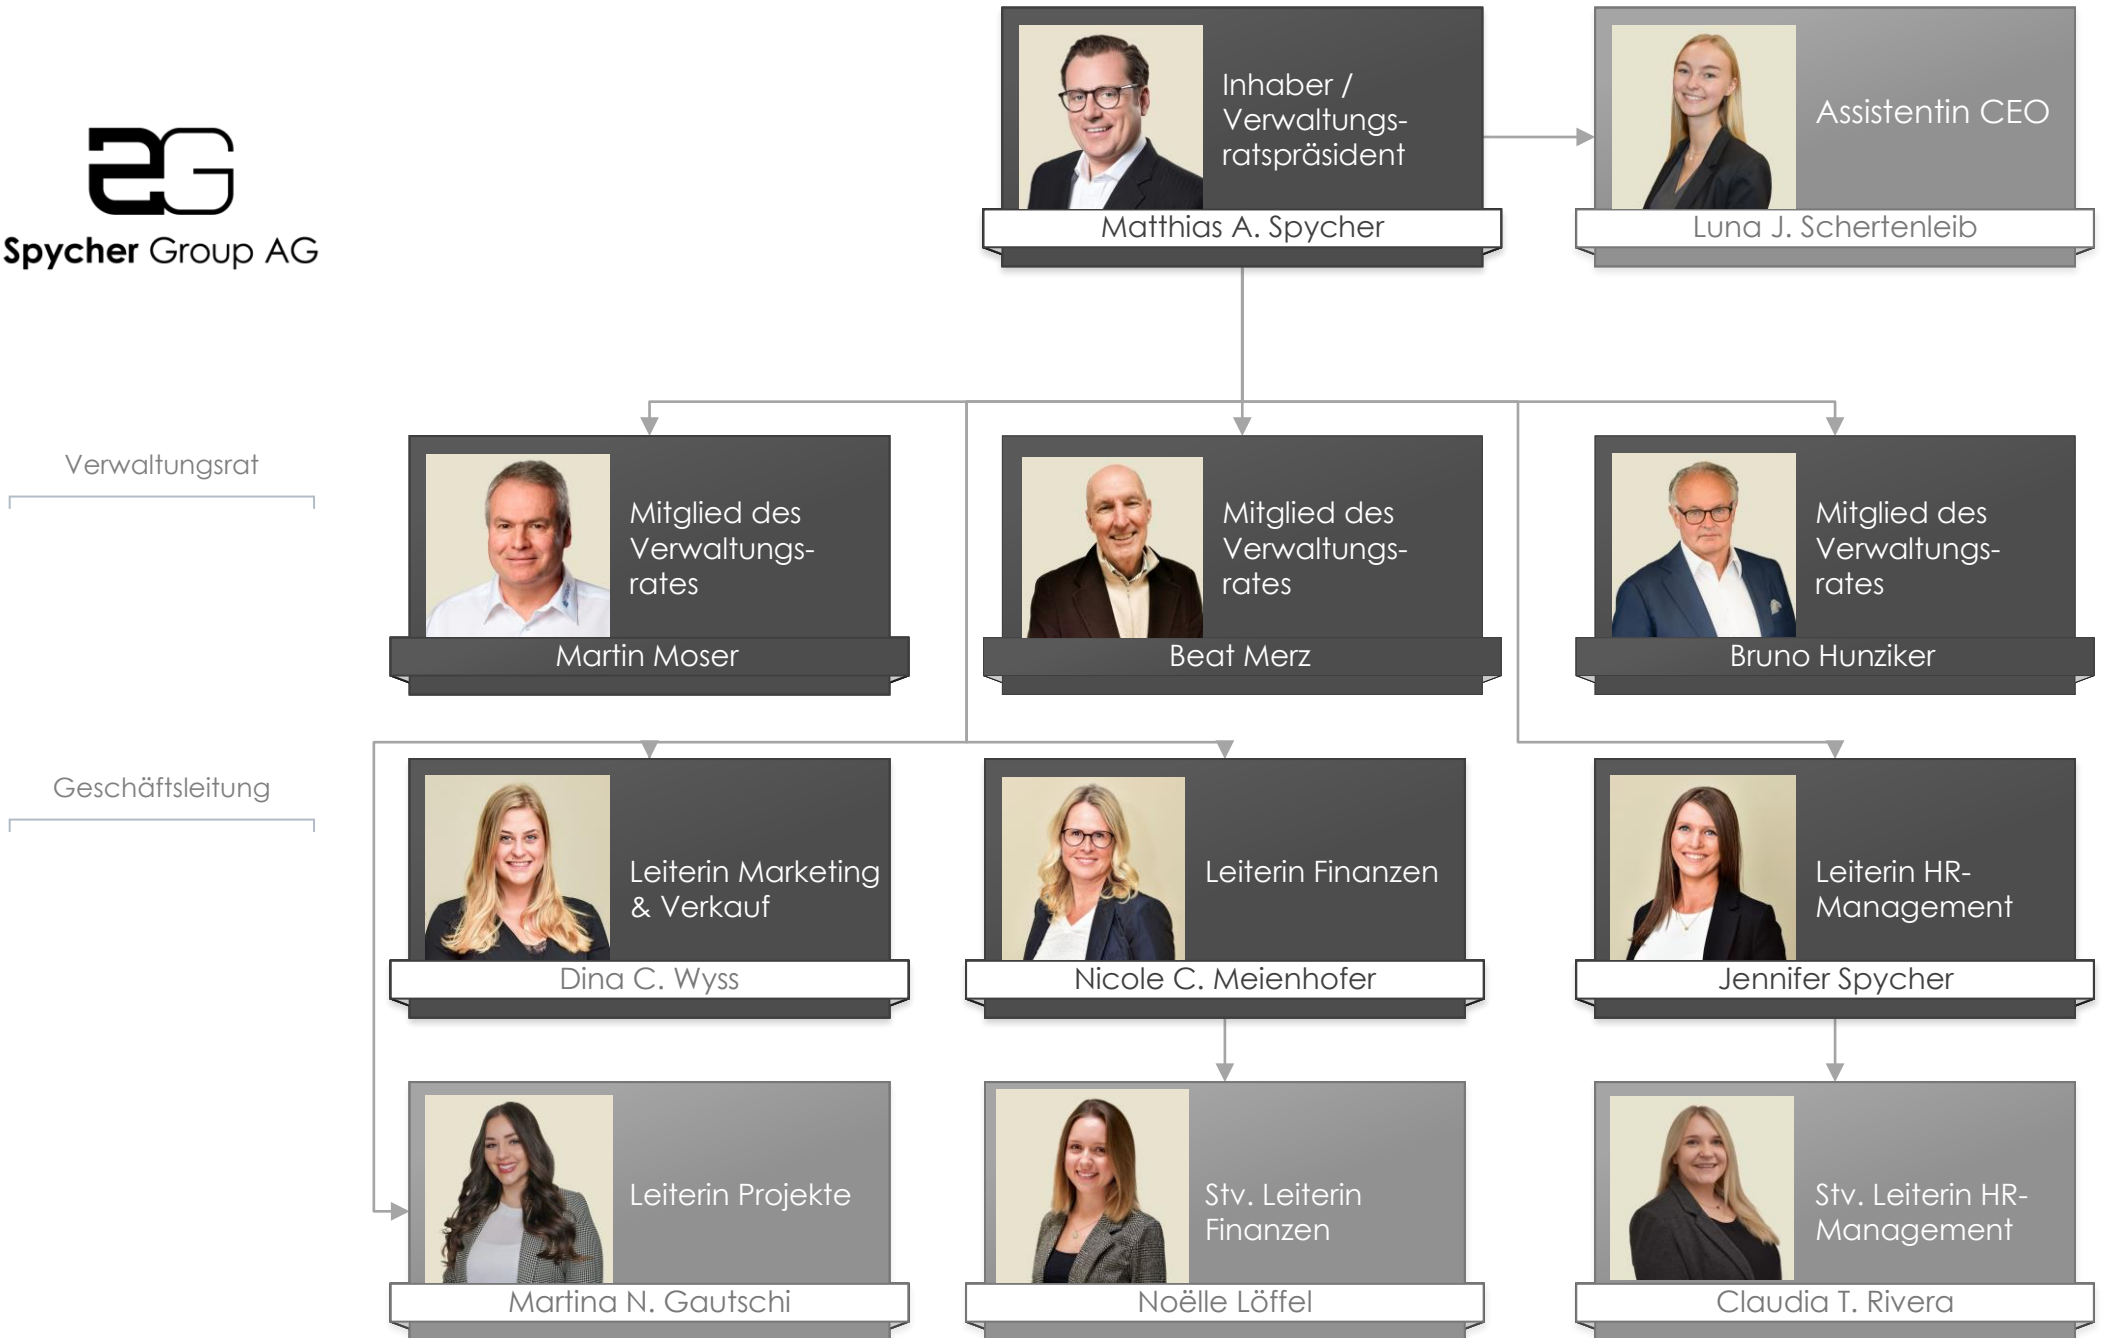 SG
Spycher Group AG
Inhaber /
Verwaltungs-
ratspräsident
Matthias A. Spycher
Assistentin CEO
Luna J. Schertenleib
Verwaltungsrat
Mitglied des
Verwaltungs-
rates
Martin Moser
Mitglied des
Verwaltungs-
rates
Beat Merz
Mitglied des
Verwaltungs-
rates
Bruno Hunziker
Geschäftsleitung
Leiterin Marketing
& Verkauf
Dina C. Wyss
Leiterin Finanzen
Nicole C. Meienhofer
Leiterin HR-
Management
Jennifer Spycher
Leiterin Projekte
Martina N. Gautschi
Stv. Leiterin
Finanzen
Noëlle Löffel
Stv. Leiterin HR-
Management
Claudia T. Rivera